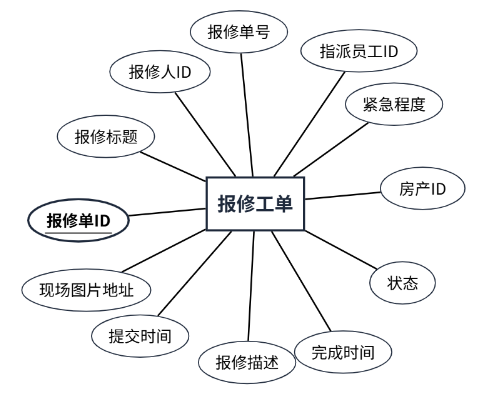 报修单号
指派员工ID
报修人ID
紧急程度
报修标题
房产ID
报修工单
报修单ID
状态
现场图片地址
提交时间
完成时间
报修描述